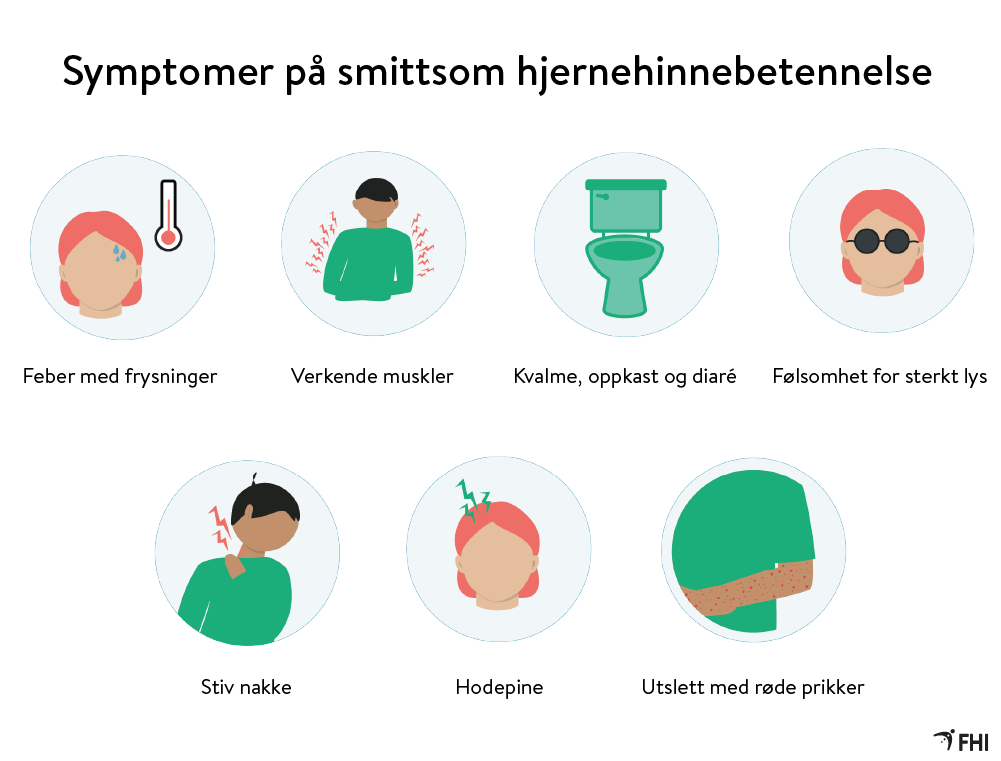 Symptomer på smittsom hjernehinnebetennelse
Feber med frysninger
Verkende muskler
Kvalme, oppkast og diaré
Følsomhet for sterkt lys
Stiv nakke
Hodepine
Utslett med røde prikker
FHI